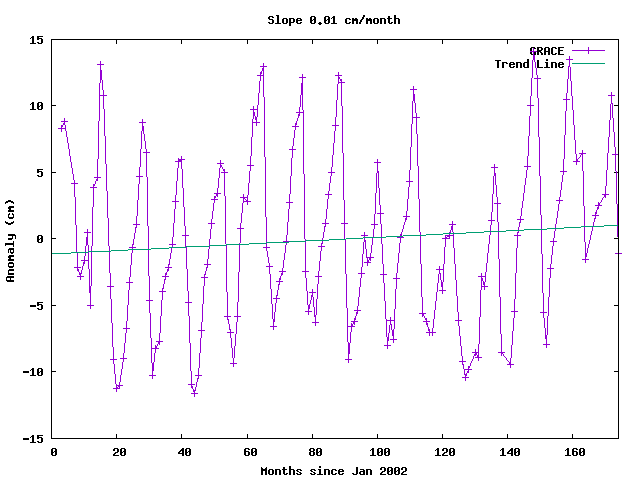 Slope 0.01 cm/month
GRACE
Trend Line
15
10
5
0
-5
-10
-15
Anomaly (cm)
0 20 40 60 80 100 120 140 160
Months since Jan 2002